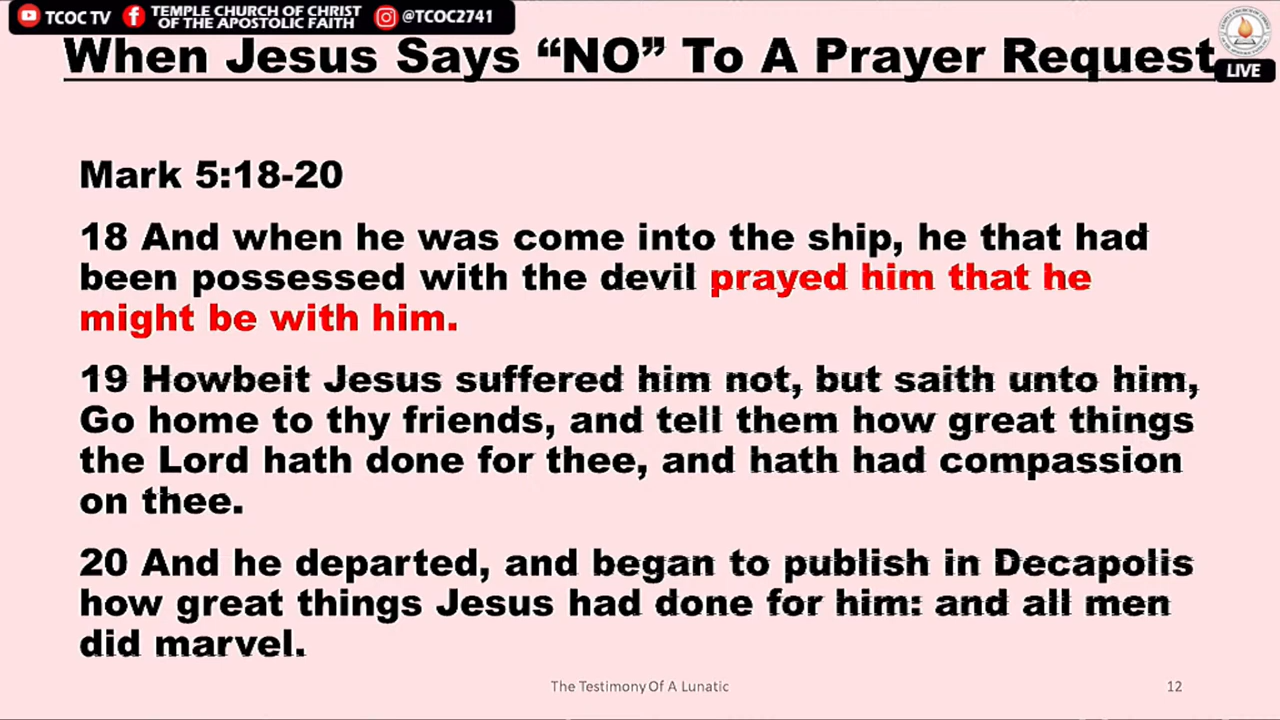 TCOC TV TEMPLE CHURCH OF CHRIST OF THE APOSTOLIC FAITH @TCOC2741
When Jesus Says “NO” To A Prayer Request
LIVE
Mark 5:18-20
18 And when he was come into the ship, he that had
been possessed with the devil prayed him that he
might be with him.
19 Howbeit Jesus suffered him not, but saith unto him,
Go home to thy friends, and tell them how great things
the Lord hath done for thee, and hath had compassion
on thee.
20 And he departed, and began to publish in Decapolis
how great things Jesus had done for him: and all men
did marvel.
The Testimony Of A Lunatic
12